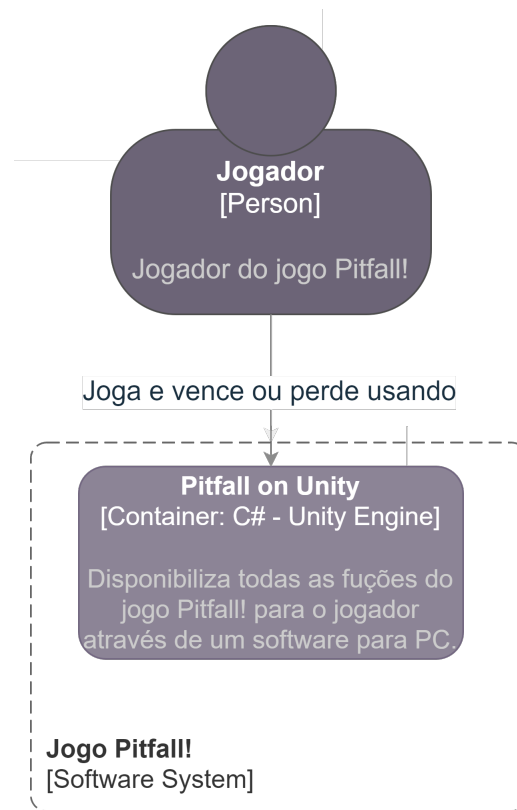 Jogador
[Person]
Jogador do jogo Pitfall!
Joga e vence ou perde usando
Pitfall on Unity
[Container: C# - Unity Engine]
Disponibiliza todas as fuções do
jogo Pitfall! para o jogador
através de um software para PC.
Jogo Pitfall!
[Software System]